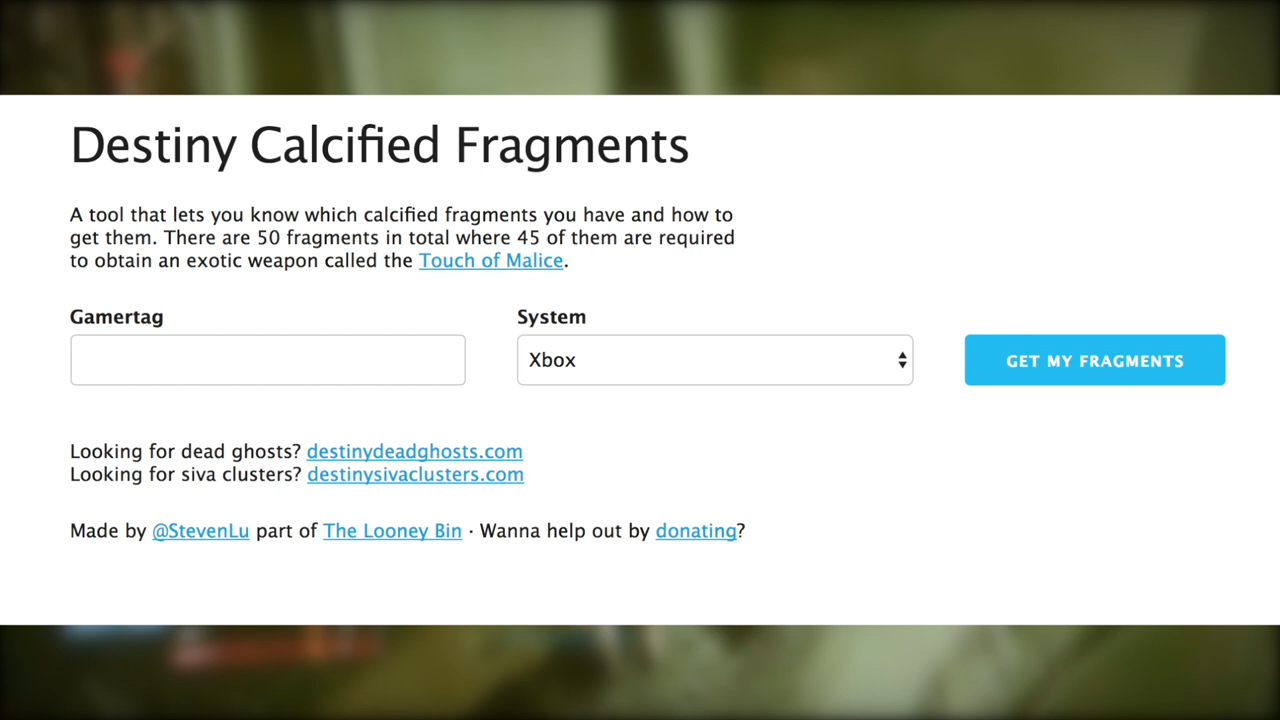 Destiny Calcified Fragments
A tool that lets you know which calcified fragments you have and how to
get them. There are 50 fragments in total where 45 of them are required
to obtain an exotic weapon called the Touch of Malice.
Gamertag
System
Xbox
GET MY FRAGMENTS
Looking for dead ghosts? destinydeadghosts.com
Looking for siva clusters? destinysivaclusters.com
Made by @StevenLu part of The Looney Bin · Wanna help out by donating?